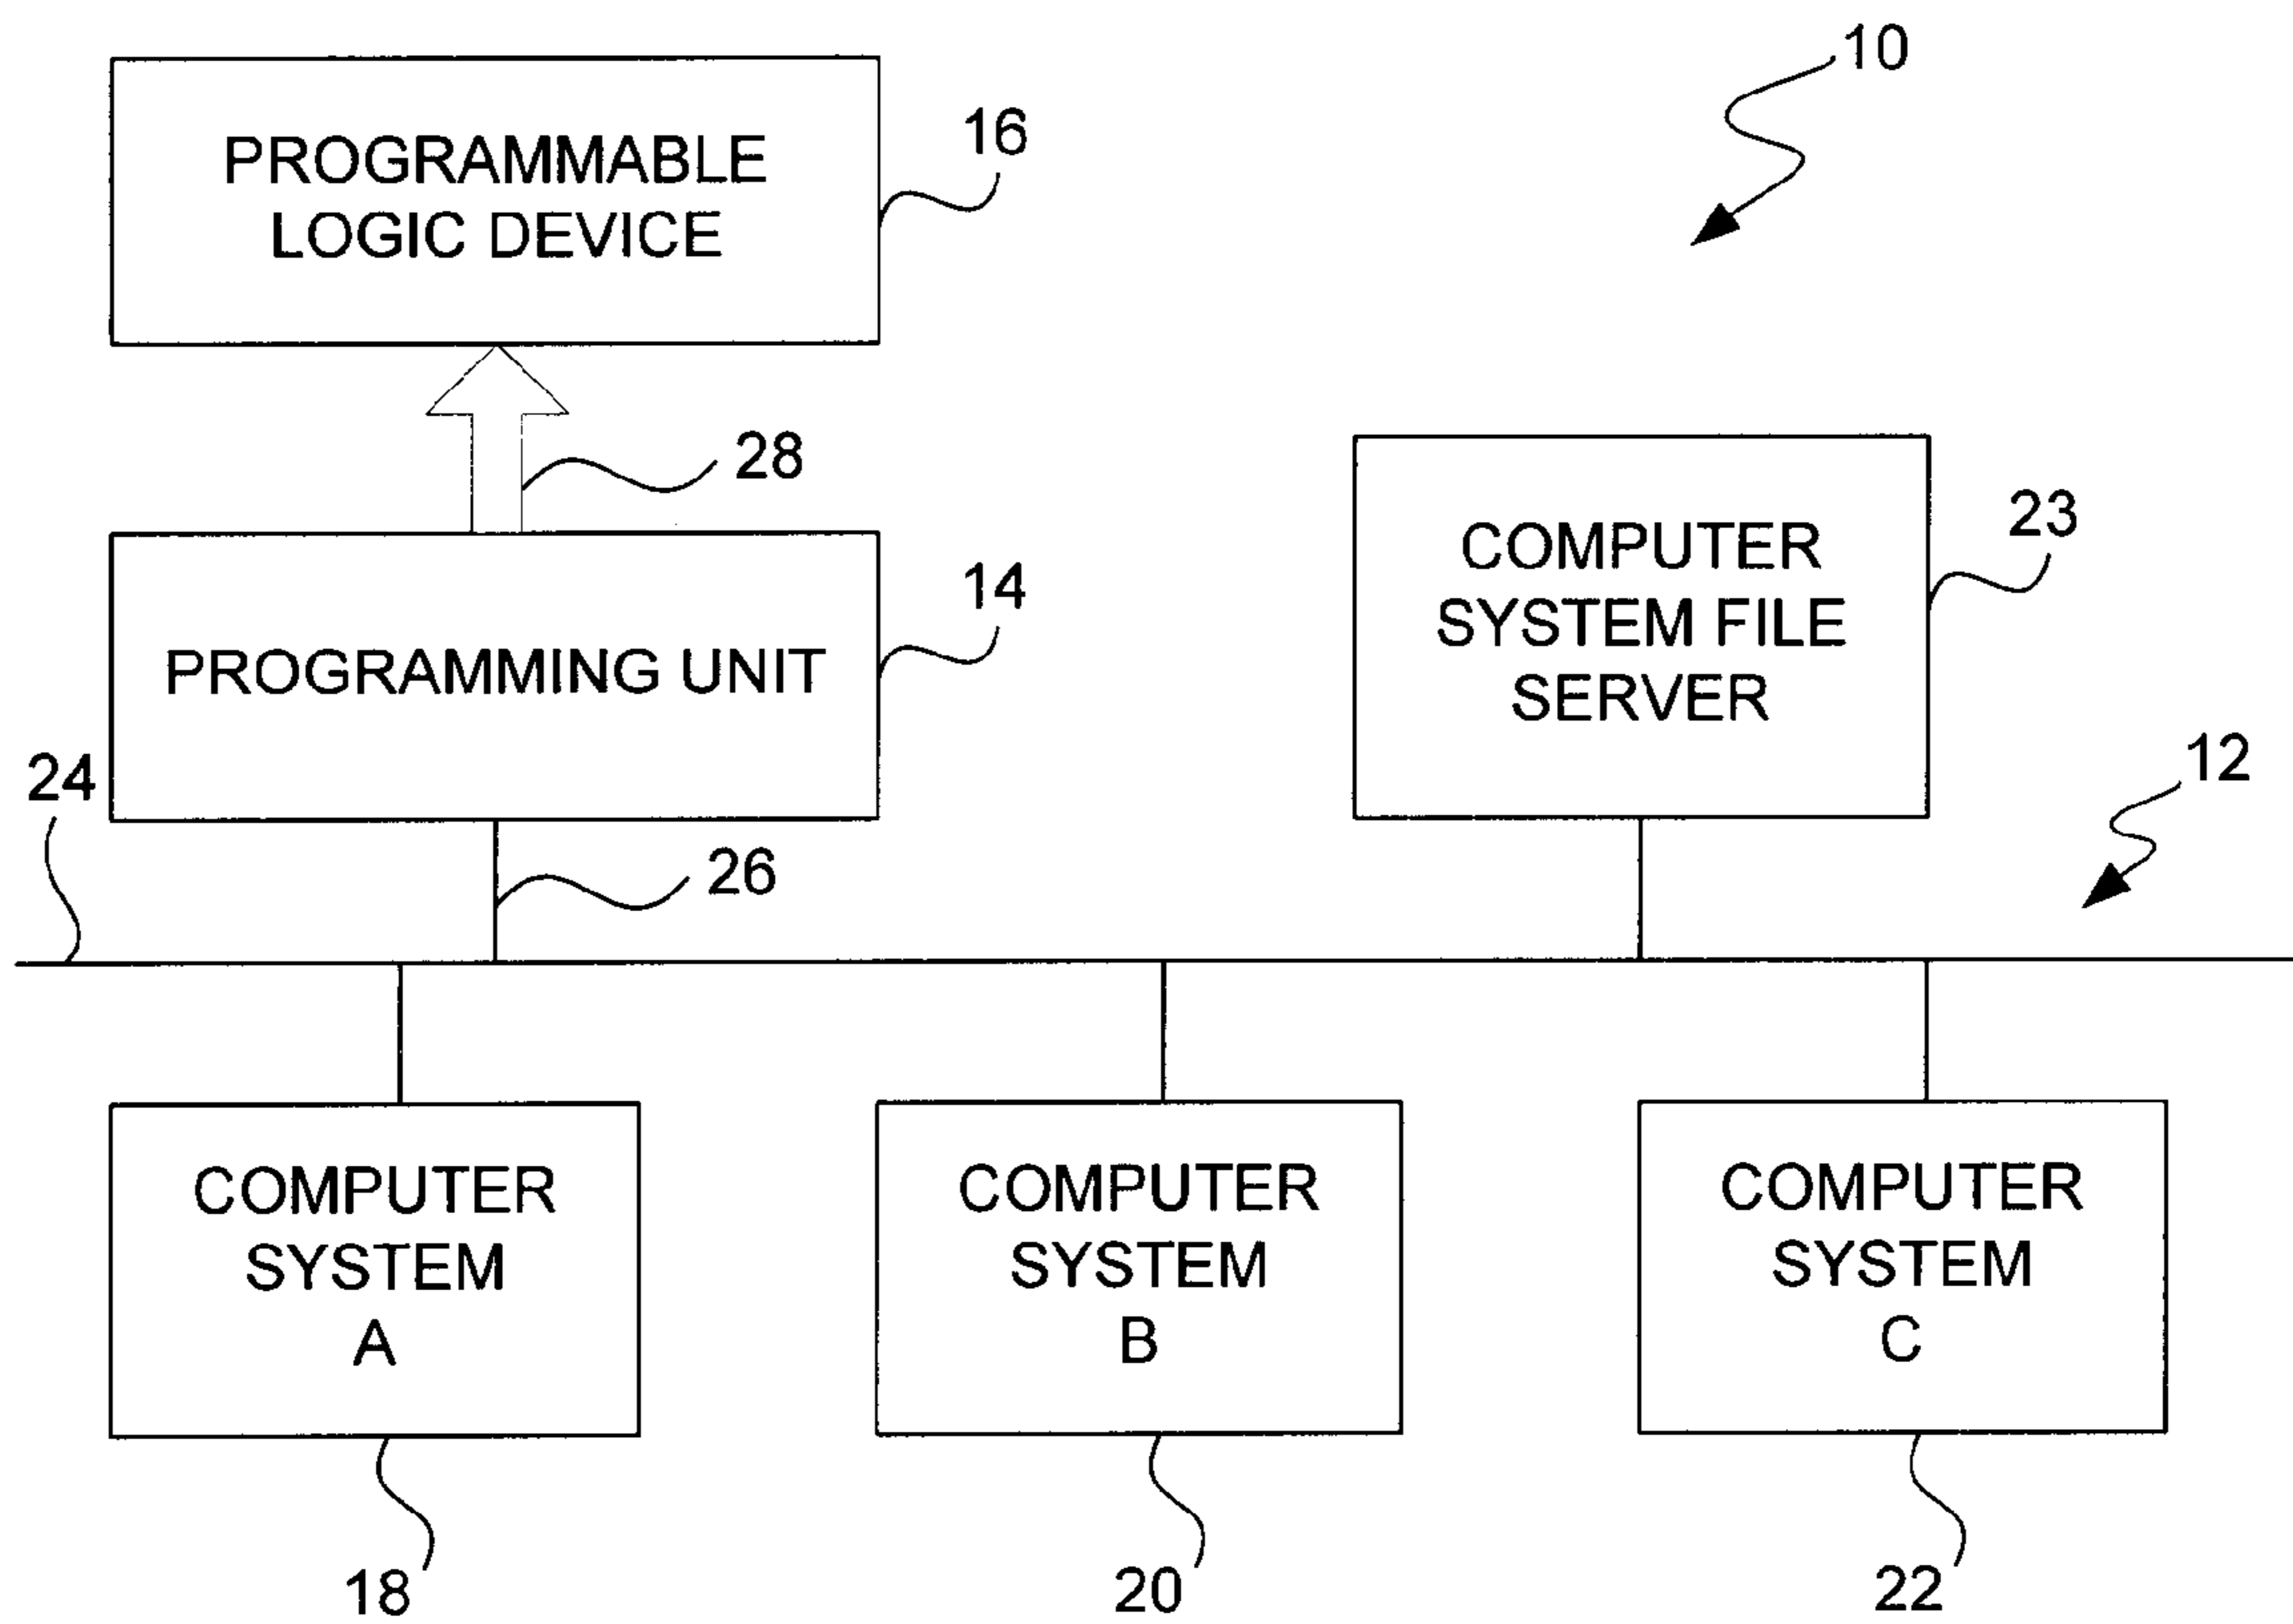 10
PROGRAMMABLE
LOGIC DEVICE
16
28
PROGRAMMING UNIT
14
COMPUTER
SYSTEM FILE
SERVER
23
24
12
26
COMPUTER
SYSTEM
A
COMPUTER
SYSTEM
B
COMPUTER
SYSTEM
C
18
20
22